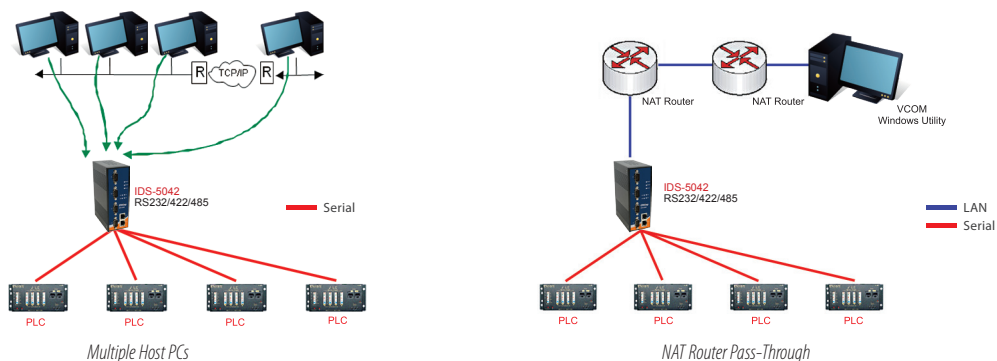 R
TCP/IP
R
IDS-5042
RS232/422/485
Serial
PLC
PLC
PLC
PLC
Multiple Host PCs
NAT Router
NAT Router
VCOM
Windows Utility
IDS-5042
RS232/422/485
LAN
Serial
PLC
PLC
PLC
PLC
NAT Router Pass-Through